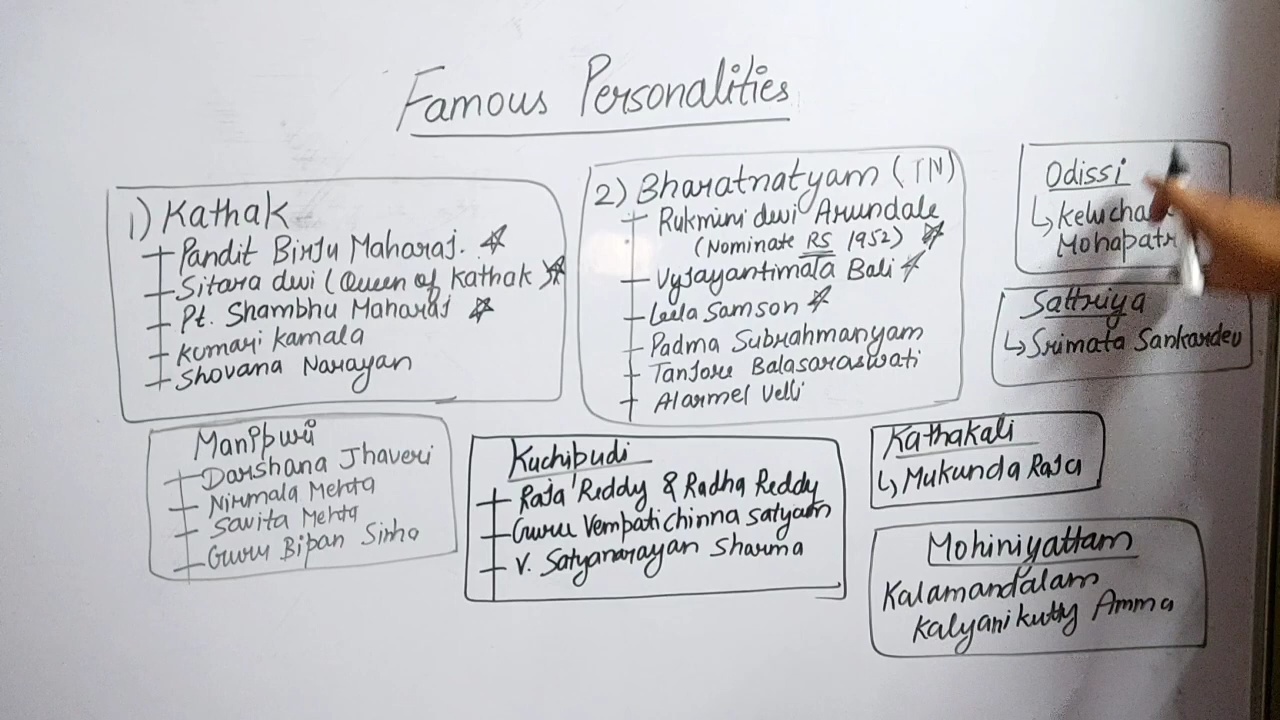 Famous Personalities
1) Kathak
Pandit Birju Maharaj.
Sitara devi (Queen of Kathak)
Pt. Shambhu Maharaj
Kumari Kamala
Shovana Narayan
2) Bharatnatyam (TN)
Rukmini devi Arundale
(Nominate RS 1952)
Vyjayantimala Bali
Leela Samson
Padma Subrahmanyam
Tanjore Balasaraswati
Alarmel Velli
Odissi
Mohapatr
Sattriya
Srimata Sankardev
Manipuri
Darshana Jhaveri
Nirmala Mehta
Savita Mehta
Guru Bipan Sinha
Kuchipudi
Raja Reddy & Radha Reddy
Guru Vempati chinna satyam
V. Satyanarayan Sharma
Kathakali
Mukunda Raja
Mohiniyattam
Kalamandalam
Kalyanikutty Amma